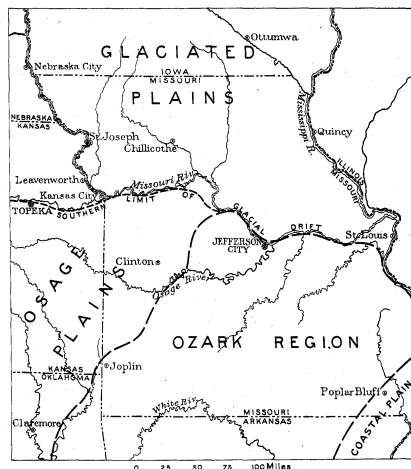 Ottumwa
GLACIATED
Nebraska City
IOWA
MISSOURI
PLAINS
Mississippi R.
NEBRASKA
KANSAS
St. Joseph
Chillicothe
Quincy
ILLINOIS
MISSOURI
Leavenworth
Kansas City
Missouri Riv
TOPEKA
SOUTHERN LIMIT OF GLACIAL DRIFT
JEFFERSON
CITY
St. Louis
Clinton
Osage River
OSAGE
PLAINS
OZARK REGION
KANSAS
OKLAHOMA
Joplin
Poplar Bluff
White Riv
MISSOURI
ARKANSAS
COASTAL PLAIN
Claremore
0 25 50 75 100 Miles